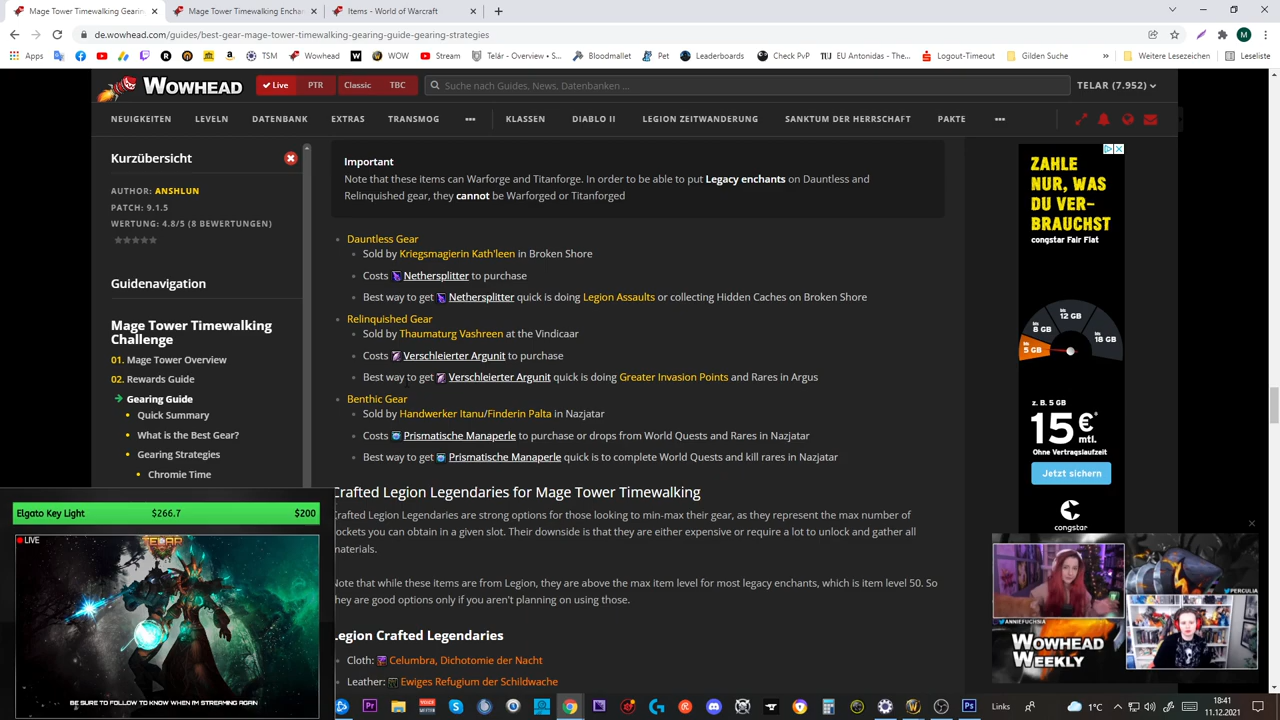 Mage Tower Timewalking Gearin
Mage Tower Timewalking Enchan
Items - World of Warcraft
de.wowhead.com/guides/best-gear-mage-tower-timewalking-gearing-guide-gearing-strategies
M
Apps
TSM
Wowhead
WOW
Stream
Telár - Overview • S...
Bloodmallet
Pet
Leaderboards
Check PvP
EU Antonidas - TU...
Logout-Timeout
Gilden Suche
»
Weitere Lesezeichen
Leseliste
WOWHEAD
Live
PTR
Classic
TBC
Suche nach Guides, News, Datenbanken ...
TELAR (7.952)
NEUIGKEITEN
LEVELN
DATENBANK
EXTRAS
TRANSMOG
KLASSEN
DIABLO II
LEGION ZEITWANDERUNG
SANKTUM DER HERRSCHAFT
PAKTE
Kurzübersicht
AUTHOR: ANSHLUN
PATCH: 9.1.5
WERTUNG: 4.8/5 (8 BEWERTUNGEN)
Guidenavigation
Mage Tower Timewalking
Challenge
01. Mage Tower Overview
02. Rewards Guide
Gearing Guide
Quick Summary
What is the Best Gear?
Gearing Strategies
Chromie Time
Important
Note that these items can Warforge and Titanforge. In order to be able to put Legacy enchants on Dauntless and
Relinquished gear, they cannot be Warforged or Titanforged
Dauntless Gear
Sold by Kriegsmagierin Kath'leen in Broken Shore
Costs Nethersplitter to purchase
Best way to get Nethersplitter quick is doing Legion Assaults or collecting Hidden Caches on Broken Shore
Relinquished Gear
Sold by Thaumaturg Vashreen at the Vindicaar
Costs Verschleierter Argunit to purchase
Best way to get Verschleierter Argunit quick is doing Greater Invasion Points and Rares in Argus
Benthic Gear
Sold by Handwerker Itanu/Finderin Palta in Nazjatar
Costs Prismatische Manaperle to purchase or drops from World Quests and Rares in Nazjatar
Best way to get Prismatische Manaperle quick is to complete World Quests and kill rares in Nazjatar
Crafted Legion Legendaries for Mage Tower Timewalking
Crafted Legion Legendaries are strong options for those looking to min-max their gear, as they represent the max number of
sockets you can obtain in a given slot. Their downside is that they are either expensive or require a lot to unlock and gather all
materials.
Note that while these items are from Legion, they are above the max item level for most legacy enchants, which is item level 50. So
they are good options only if you aren't planning on using those.
Legion Crafted Legendaries
Cloth: Celumbra, Dichotomie der Nacht
Leather: Ewiges Refugium der Schildwache
ZAHLE
NUR, WAS
DU VER-
BRAUCHST
congstar Fair Flat
bis
5 GB
bis
8 GB
bis
12 GB
bis
18 GB
z. B. 5 GB
15 €*
mtl.
Ohne Vertragslaufzeit
Jetzt sichern
congstar
Elgato Key Light
$266.7
$200
LIVE
TELAR
BE SURE TO FOLLOW TO KNOW WHEN I'M STREAMING AGAIN
ANNIEFUCHSIA
PERCULIA
WOWHEAD
WEEKLY
Links
1°C
18:41
11.12.2021